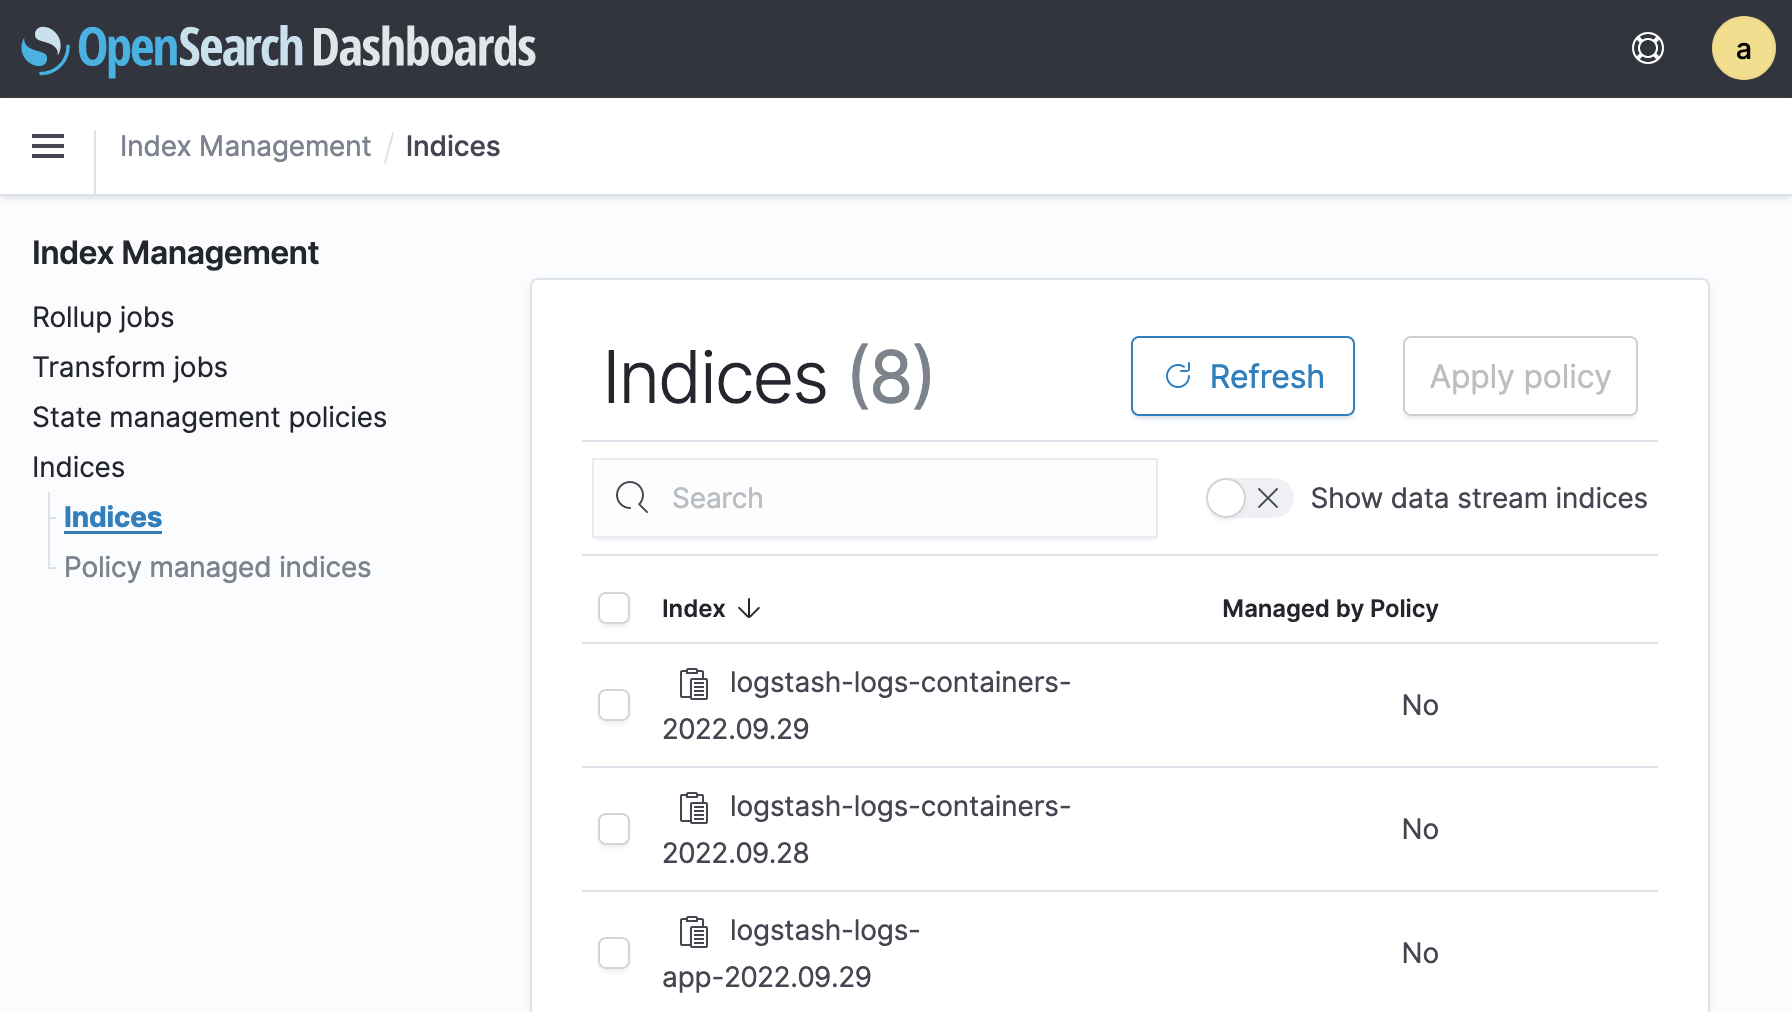 OpenSearch Dashboards
a
Index Management / Indices
Index Management
Rollup jobs
Transform jobs
State management policies
Indices
Indices
Policy managed indices
Indices (8)
Refresh
Apply policy
Search
Show data stream indices
Index
Managed by Policy
logstash-logs-containers-
2022.09.29
No
logstash-logs-containers-
2022.09.28
No
logstash-logs-
app-2022.09.29
No